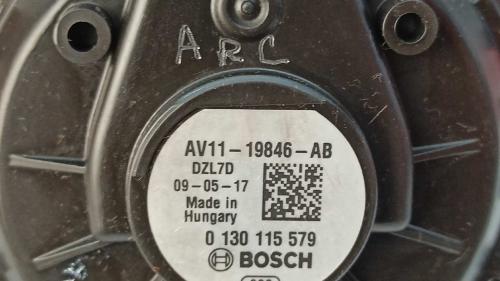 ARC
AV11-19846-AB
DZL7D
09-05-17
Made in
Hungary
0 130 115 579
BOSCH